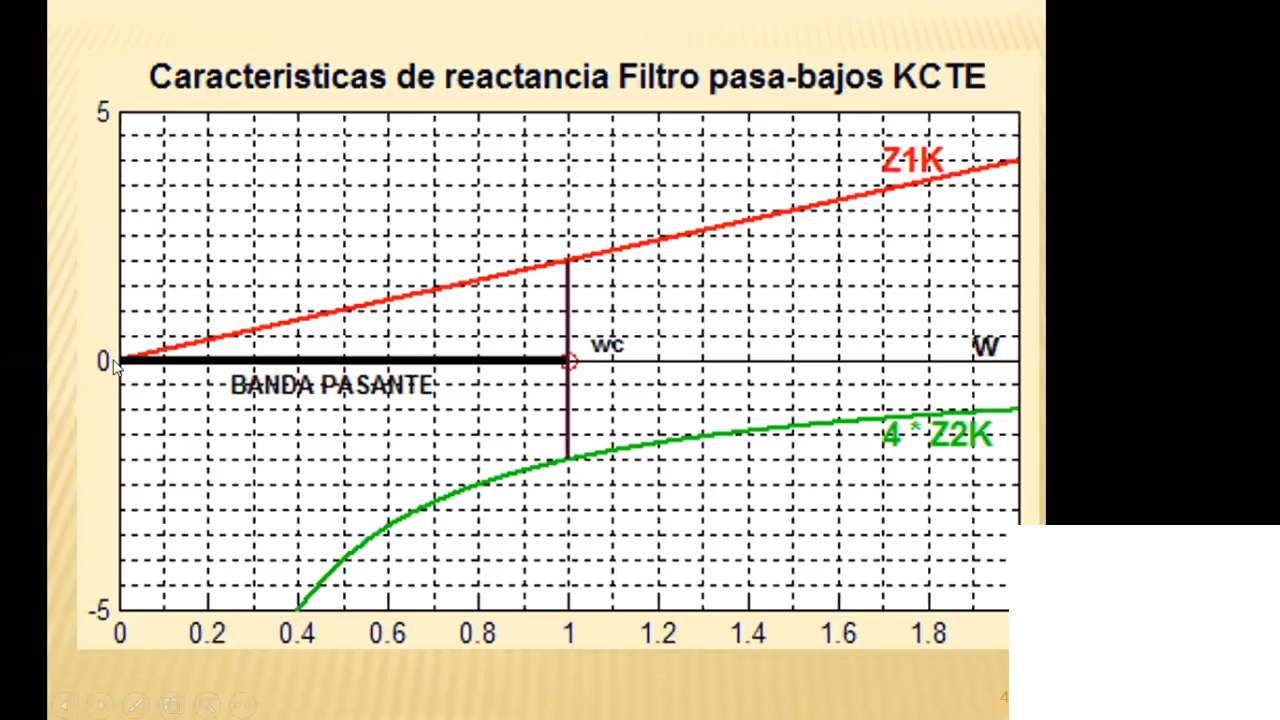 Caracteristicas de reactancia Filtro pasa-bajos KCTE
5
Z1K
wc
W
0
BANDA PASANTE
4 * Z2K
-5
0 0.2 0.4 0.6 0.8 1 1.2 1.4 1.6 1.8
4